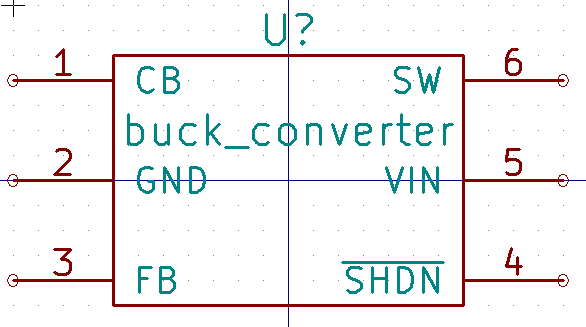 U?
1 CB SW 6
buck_converter
2 GND VIN 5
3 FB SHDN 4